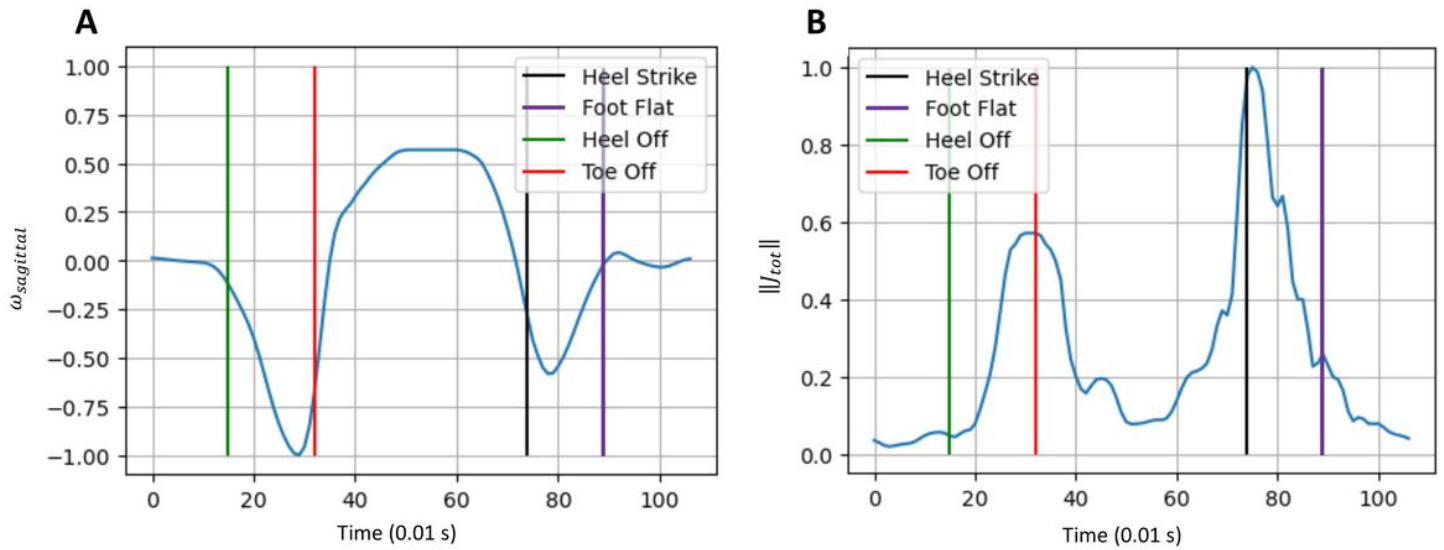 A
1.00
0.75
0.50
0.25
0.00
−0.25
−0.50
−0.75
−1.00
ω_sagittal
0 20 40 60 80 100
Time (0.01 s)
Heel Strike
Foot Flat
Heel Off
Toe Off
B
1.0
0.8
0.6
0.4
0.2
0.0
‖J_tot‖
0 20 40 60 80 100
Time (0.01 s)
Heel Strike
Foot Flat
Heel Off
Toe Off